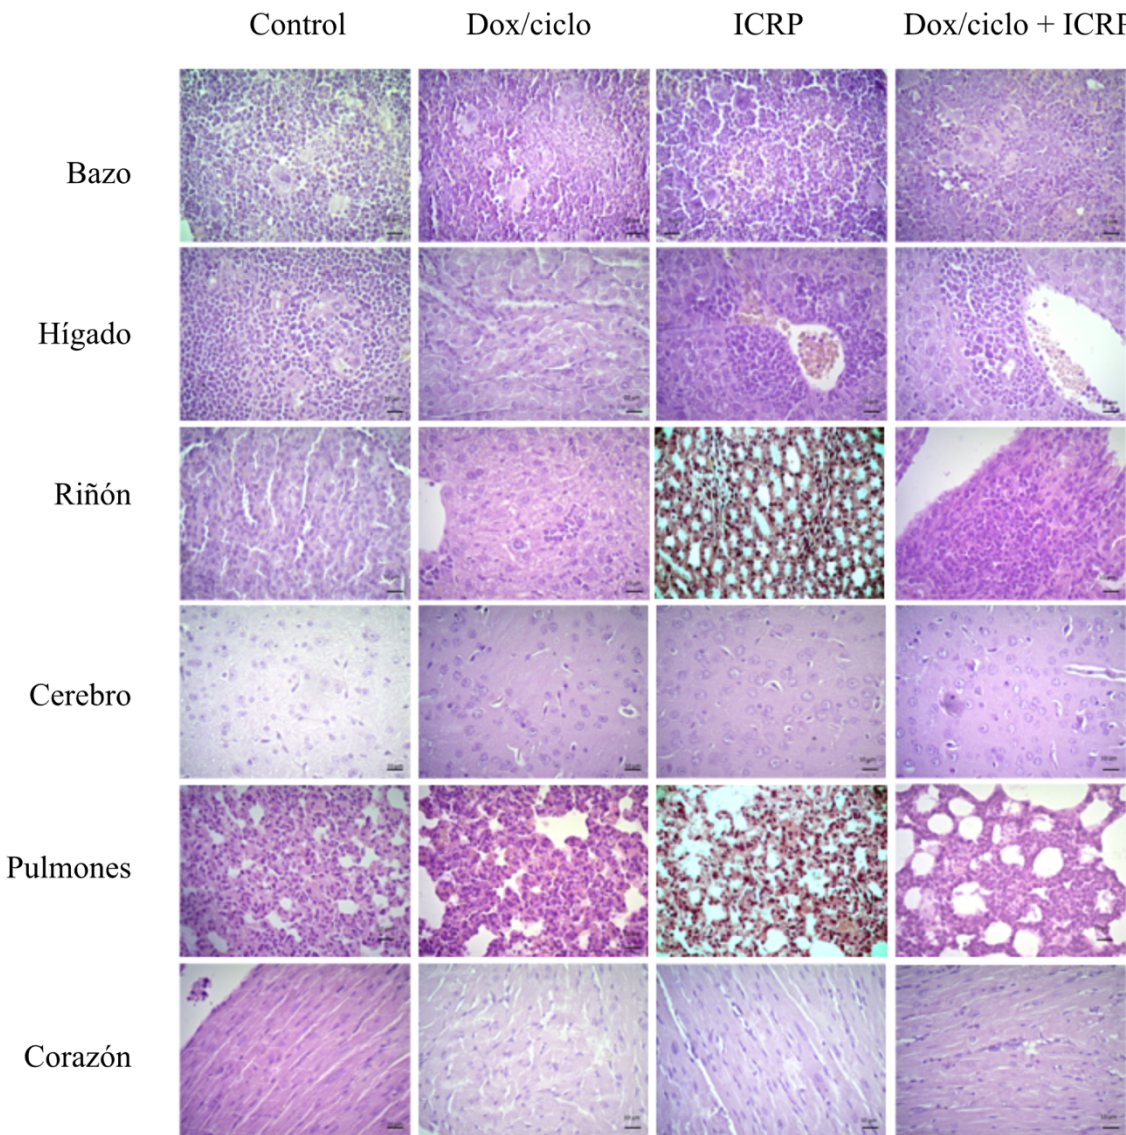 Control Dox/ciclo ICRP Dox/ciclo + ICRP
Bazo
Hígado
Riñón
Cerebro
Pulmones
Corazón